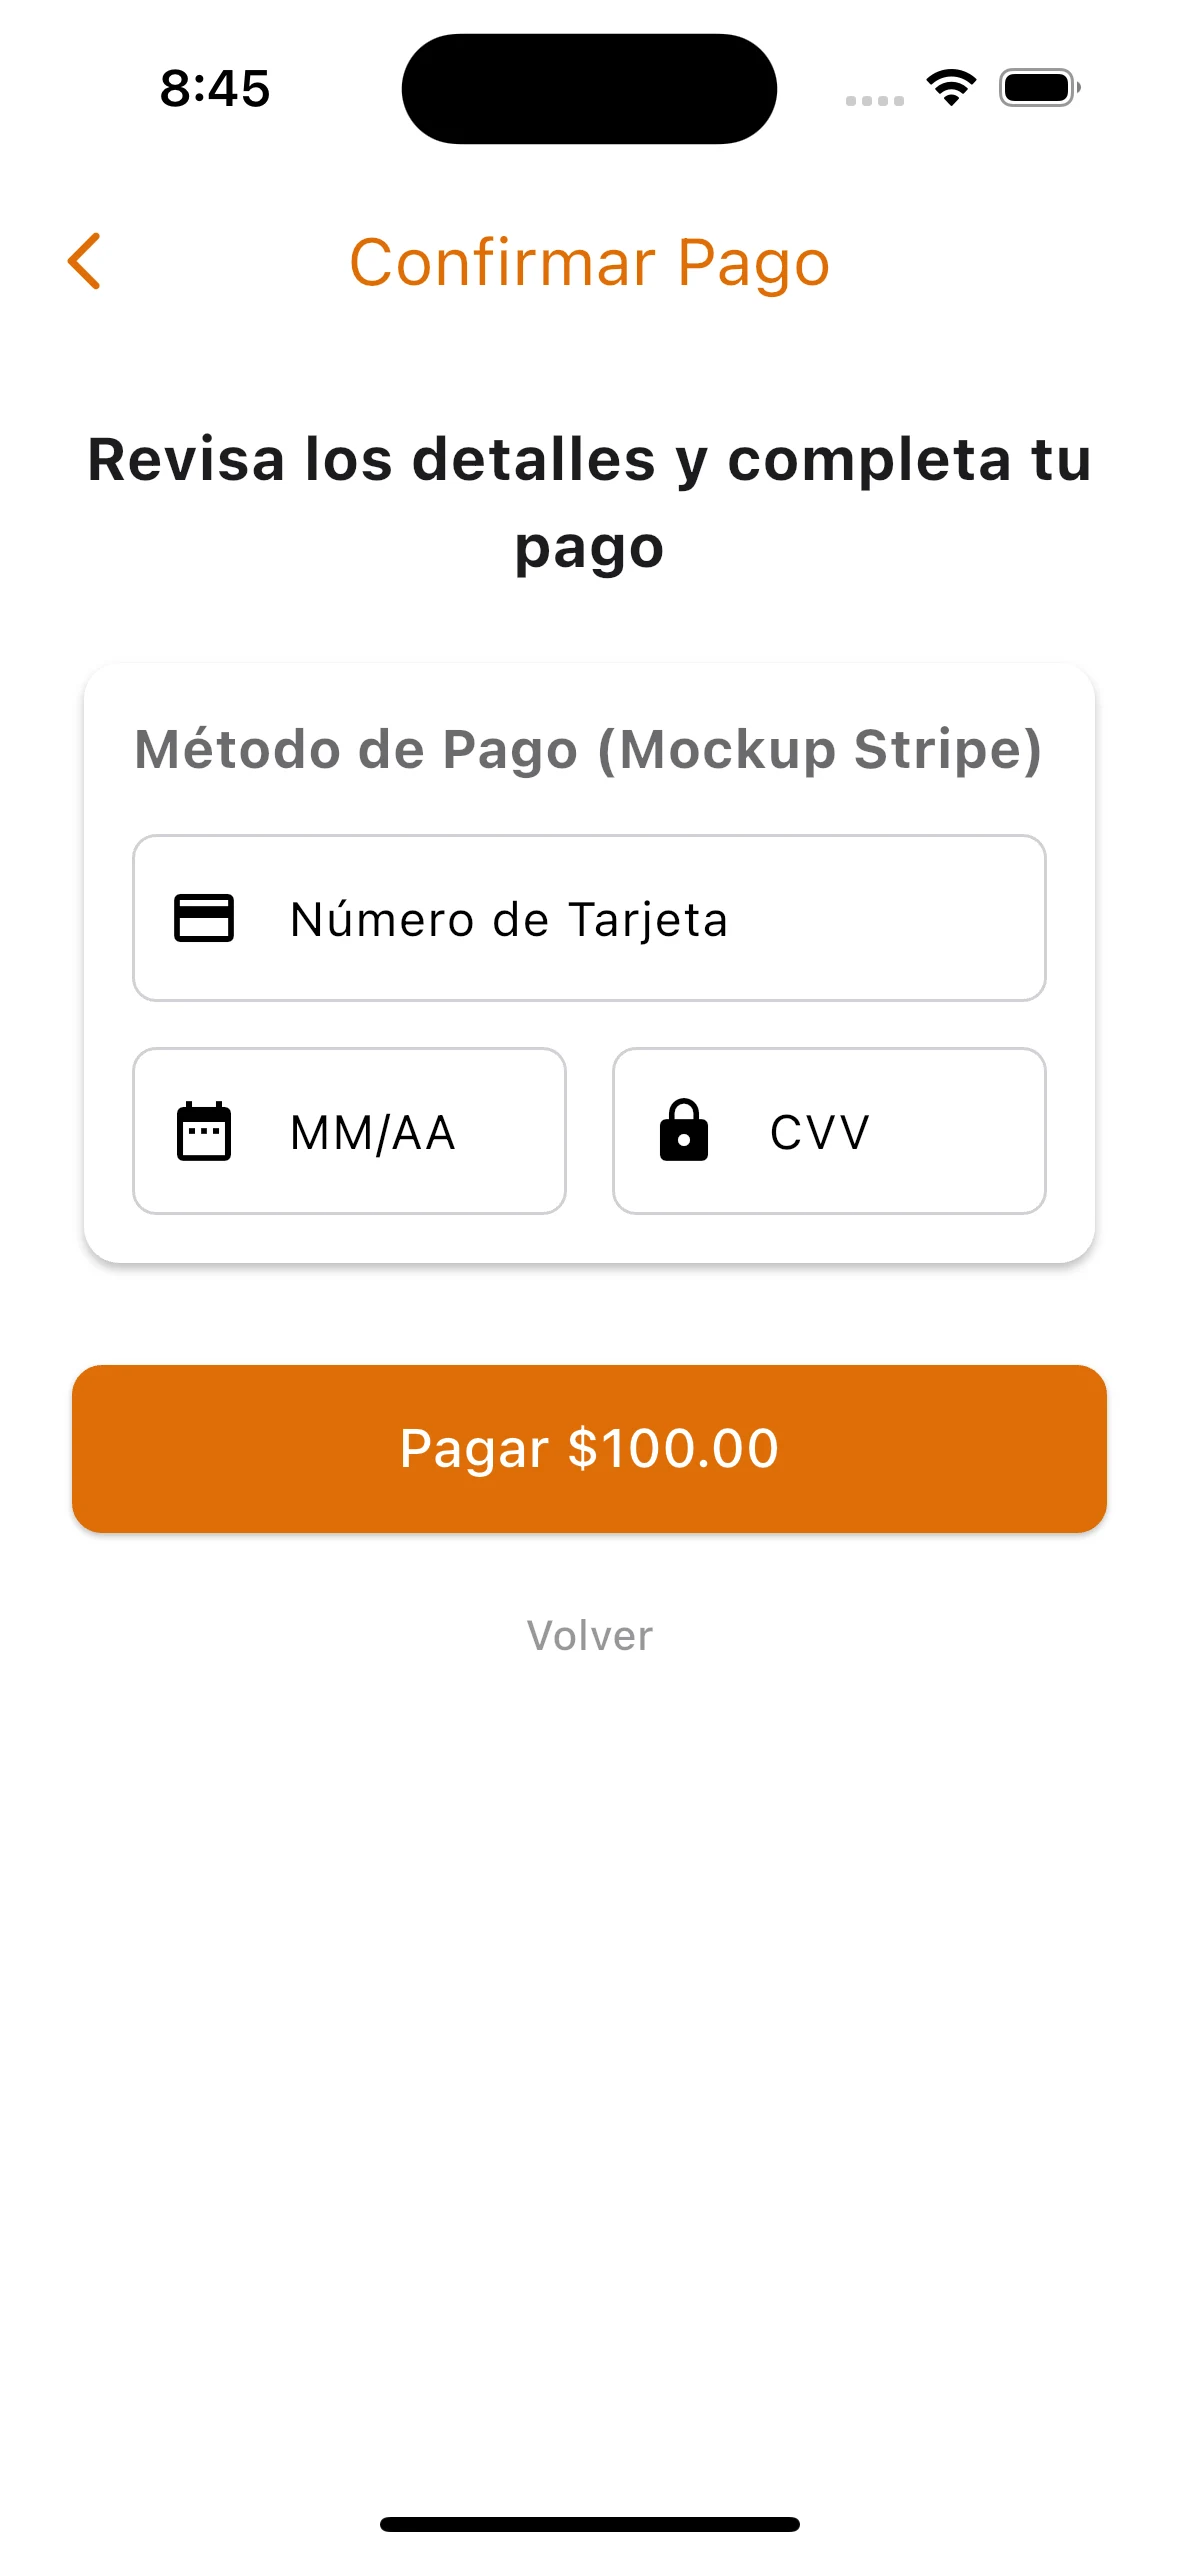 8:45
Confirmar Pago
Revisa los detalles y completa tu
pago
Método de Pago (Mockup Stripe)
Número de Tarjeta
MM/AA
CVV
Pagar $100.00
Volver